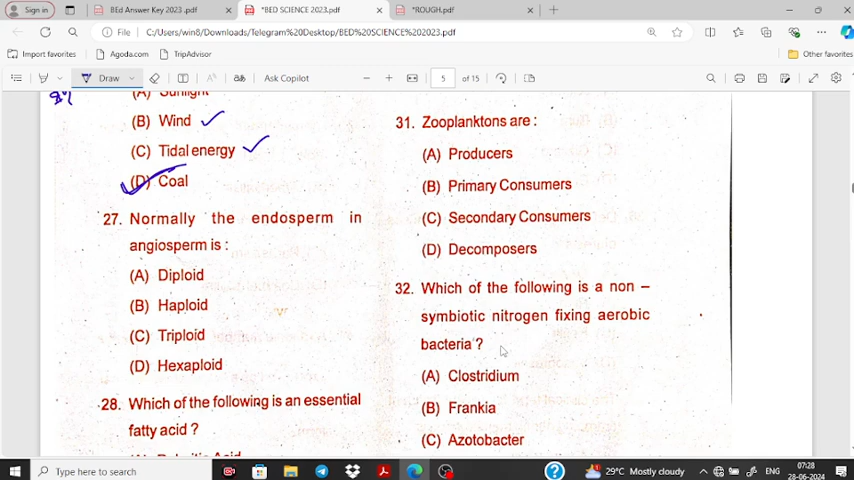 Sign in
BEd Answer Key 2023 .pdf
*BED SCIENCE 2023.pdf
*ROUGH.pdf
File
C:/Users/win8/Downloads/Telegram%20Desktop/BED%20SCIENCE%202023.pdf
Import favorites
Agoda.com
TripAdvisor
Other favorites
Draw
Ask Copilot
5
of 15
(A) Sunlight
(B) Wind
(C) Tidal energy
(D) Coal
27. Normally the endosperm in
angiosperm is :
(A) Diploid
(B) Haploid
(C) Triploid
(D) Hexaploid
28. Which of the following is an essential
fatty acid ?
31. Zooplanktons are :
(A) Producers
(B) Primary Consumers
(C) Secondary Consumers
(D) Decomposers
32. Which of the following is a non –
symbiotic nitrogen fixing aerobic
bacteria ?
(A) Clostridium
(B) Frankia
(C) Azotobacter
Type here to search
29°C Mostly cloudy
ENG
07:28
28-06-2024